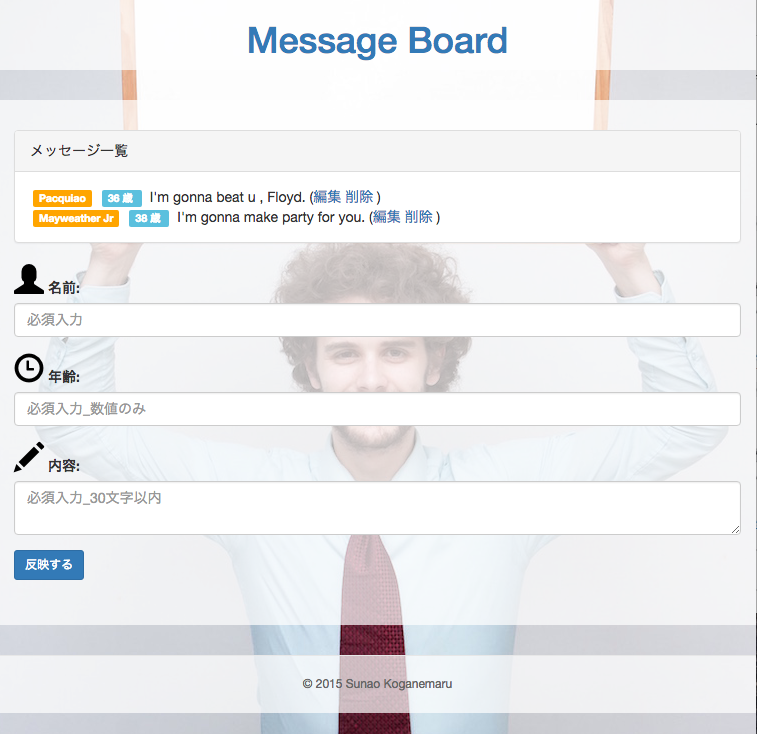 Message Board
メッセージ一覧
Pacquiao 36 歳 I'm gonna beat u , Floyd. (編集 削除 )
Mayweather Jr 38 歳 I'm gonna make party for you. (編集 削除 )
名前:
必須入力
年齢:
必須入力_数値のみ
内容:
必須入力_30文字以内
反映する
© 2015 Sunao Koganemaru